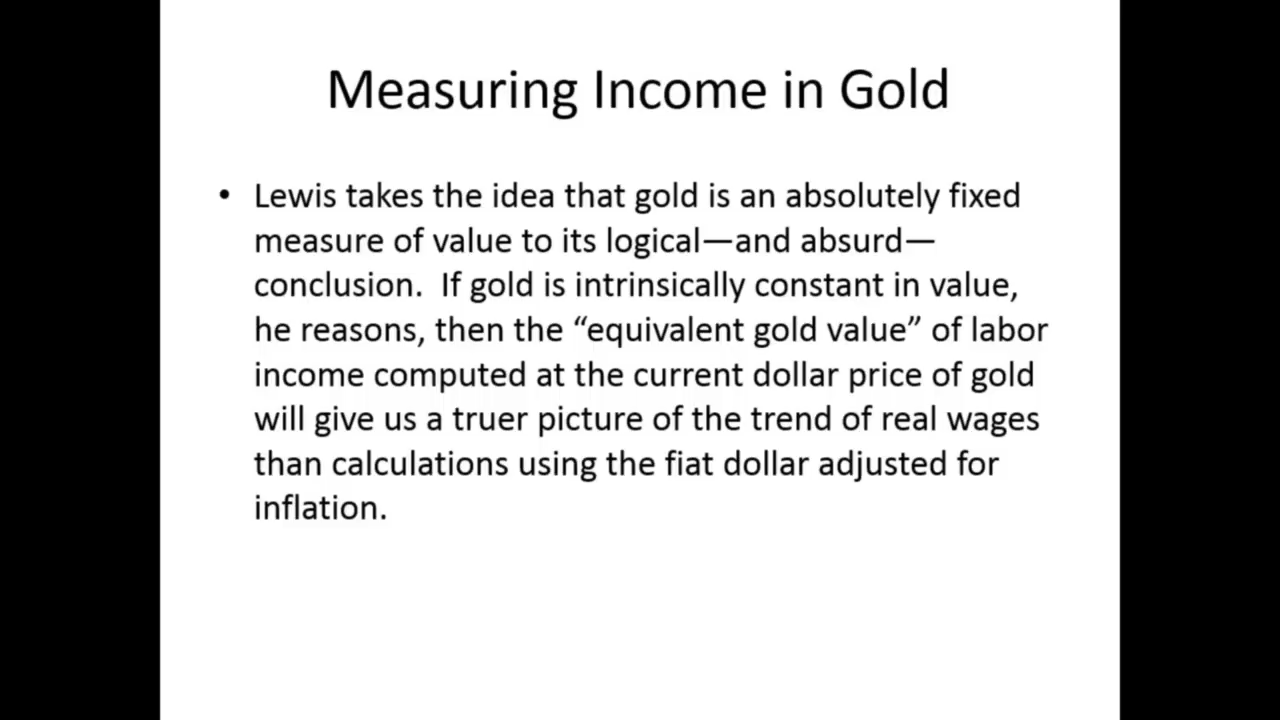 Measuring Income in Gold
• Lewis takes the idea that gold is an absolutely fixed
measure of value to its logical—and absurd—
conclusion.  If gold is intrinsically constant in value,
he reasons, then the “equivalent gold value” of labor
income computed at the current dollar price of gold
will give us a truer picture of the trend of real wages
than calculations using the fiat dollar adjusted for
inflation.